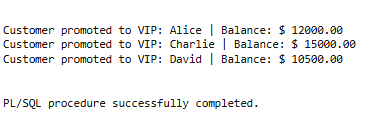 Customer promoted to VIP: Alice | Balance: $ 12000.00
Customer promoted to VIP: Charlie | Balance: $ 15000.00
Customer promoted to VIP: David | Balance: $ 10500.00
PL/SQL procedure successfully completed.